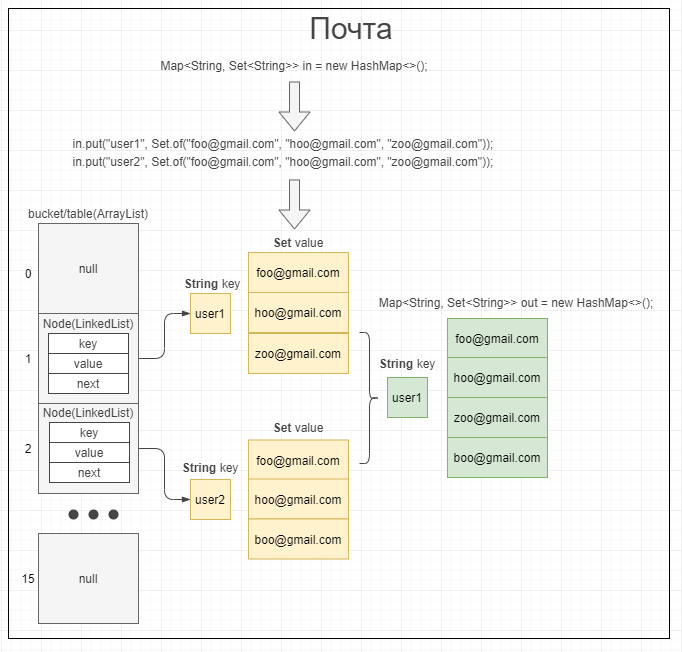 Почта
Map<String, Set<String>> in = new HashMap<>();
in.put("user1", Set.of("foo@gmail.com", "hoo@gmail.com", "zoo@gmail.com"));
in.put("user2", Set.of("foo@gmail.com", "hoo@gmail.com", "zoo@gmail.com"));
bucket/table(ArrayList)
0
null
1
Node(LinkedList)
key
value
next
2
Node(LinkedList)
key
value
next
15
null
String key
user1
Set value
foo@gmail.com
hoo@gmail.com
zoo@gmail.com
String key
user2
Set value
foo@gmail.com
hoo@gmail.com
boo@gmail.com
Map<String, Set<String>> out = new HashMap<>();
String key
user1
foo@gmail.com
hoo@gmail.com
zoo@gmail.com
boo@gmail.com